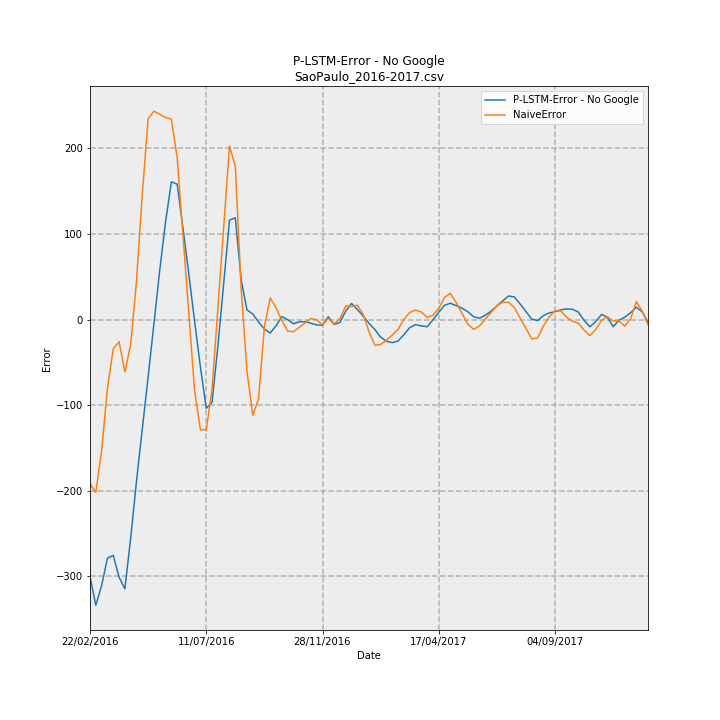 P-LSTM-Error - No Google
SaoPaulo_2016-2017.csv
P-LSTM-Error - No Google
NaiveError
Error
200
100
0
−100
−200
−300
22/02/2016
11/07/2016
28/11/2016
17/04/2017
04/09/2017
Date